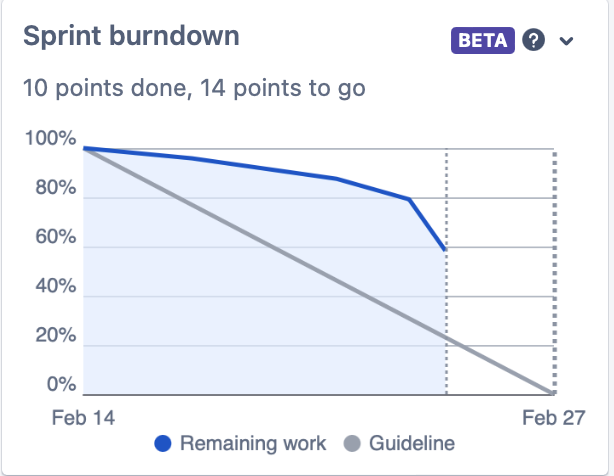 Sprint burndown
BETA ?
10 points done, 14 points to go
100%
80%
60%
40%
20%
0%
Feb 14 Feb 27
Remaining work Guideline